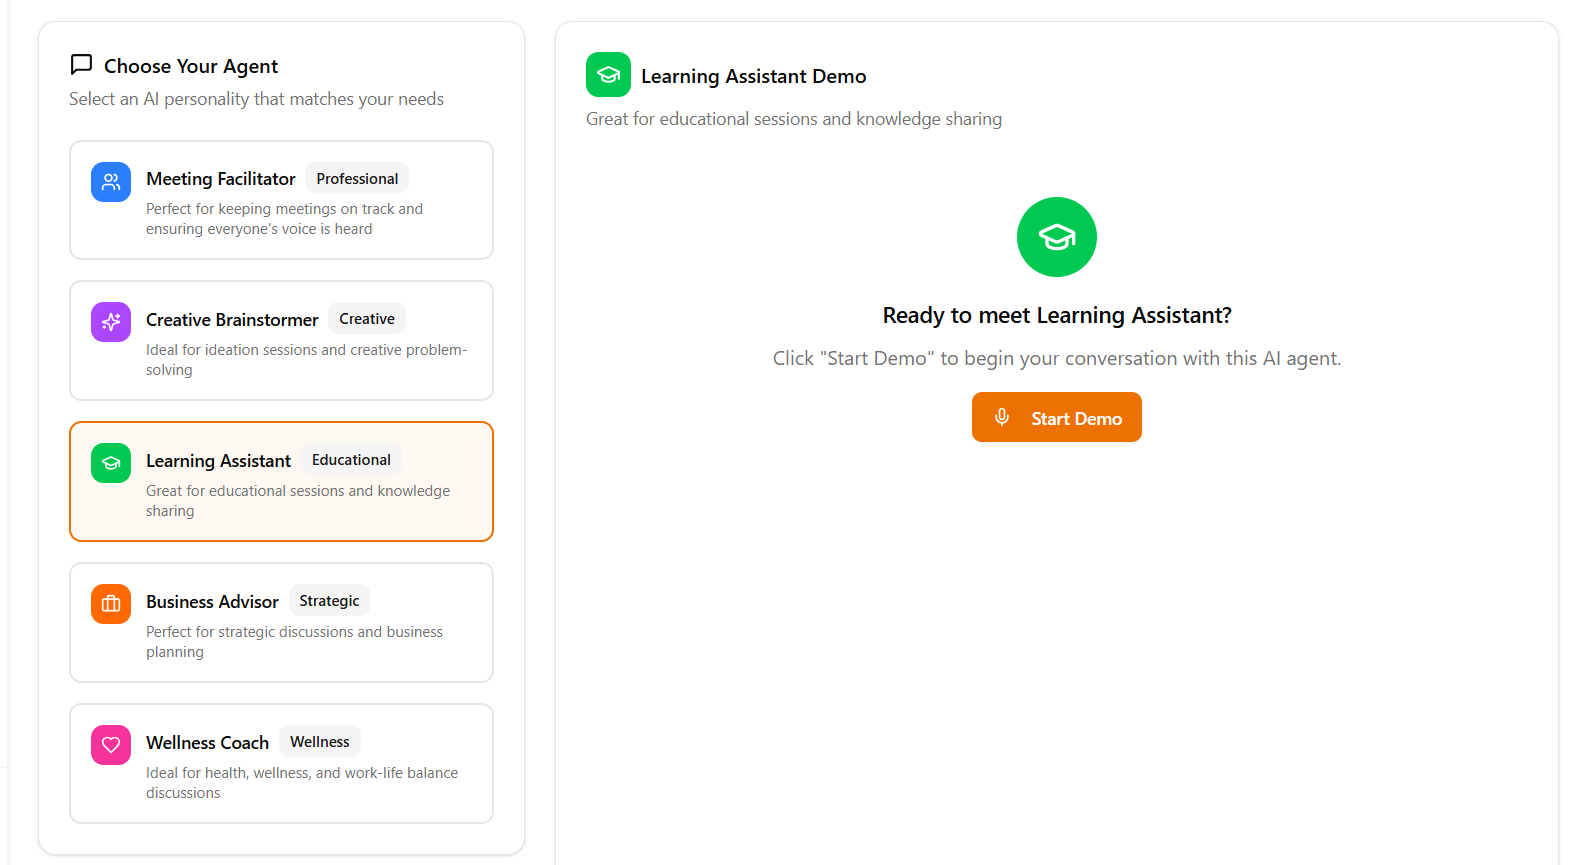 Choose Your Agent
Select an AI personality that matches your needs
Meeting Facilitator Professional
Perfect for keeping meetings on track and
ensuring everyone's voice is heard
Creative Brainstormer Creative
Ideal for ideation sessions and creative problem-
solving
Learning Assistant Educational
Great for educational sessions and knowledge
sharing
Business Advisor Strategic
Perfect for strategic discussions and business
planning
Wellness Coach Wellness
Ideal for health, wellness, and work-life balance
discussions
Learning Assistant Demo
Great for educational sessions and knowledge sharing
Ready to meet Learning Assistant?
Click "Start Demo" to begin your conversation with this AI agent.
Start Demo